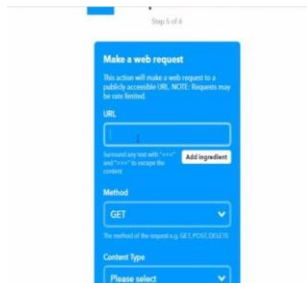 Step 5 of 6
Make a web request
This action will make a web request to a
publicly accessible URL. NOTE: Requests may
be rate limited.
URL
Surround any text with "<<<"
and ">>>" to escape the
content
Add ingredient
Method
GET
The method of the request e.g. GET, POST, DELETE
Content Type
Please select